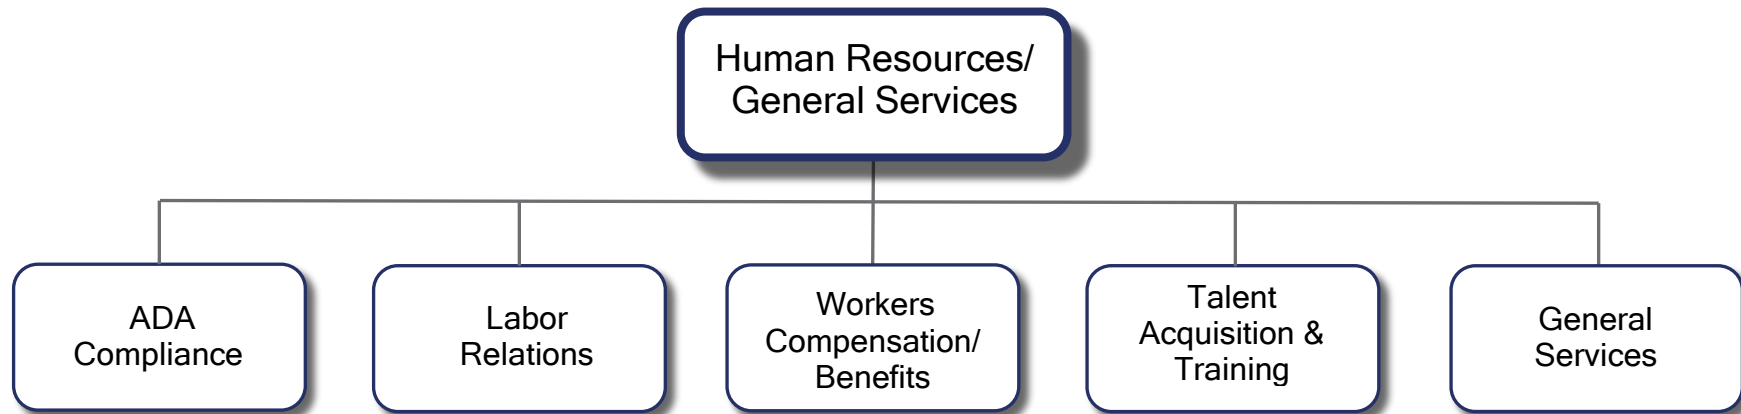 Human Resources/
General Services
ADA
Compliance
Labor
Relations
Workers
Compensation/
Benefits
Talent
Acquisition &
Training
General
Services